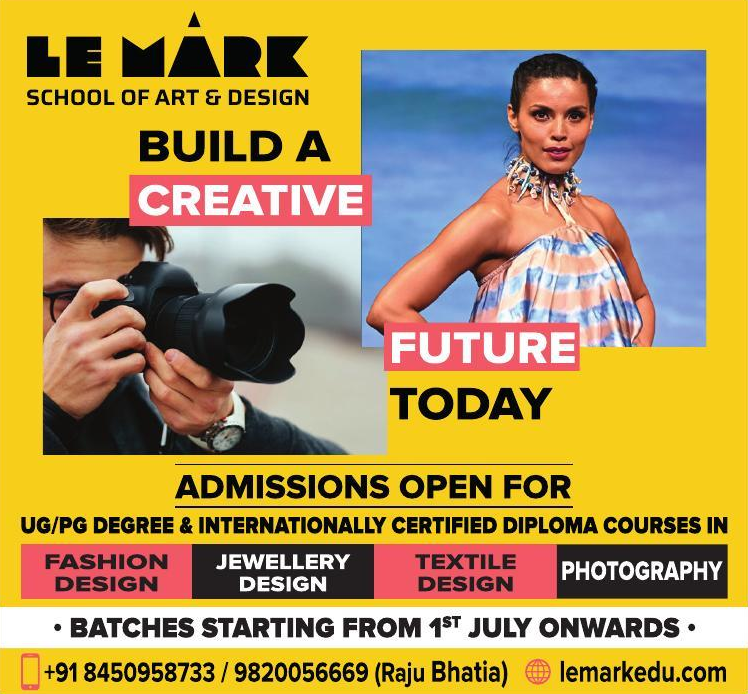 LE MARK
SCHOOL OF ART & DESIGN
BUILD A
CREATIVE
FUTURE
TODAY
ADMISSIONS OPEN FOR
UG/PG DEGREE & INTERNATIONALLY CERTIFIED DIPLOMA COURSES IN
FASHION DESIGN
JEWELLERY DESIGN
TEXTILE DESIGN
PHOTOGRAPHY
• BATCHES STARTING FROM 1ST JULY ONWARDS •
+91 8450958733 / 9820056669 (Raju Bhatia) lemarkedu.com